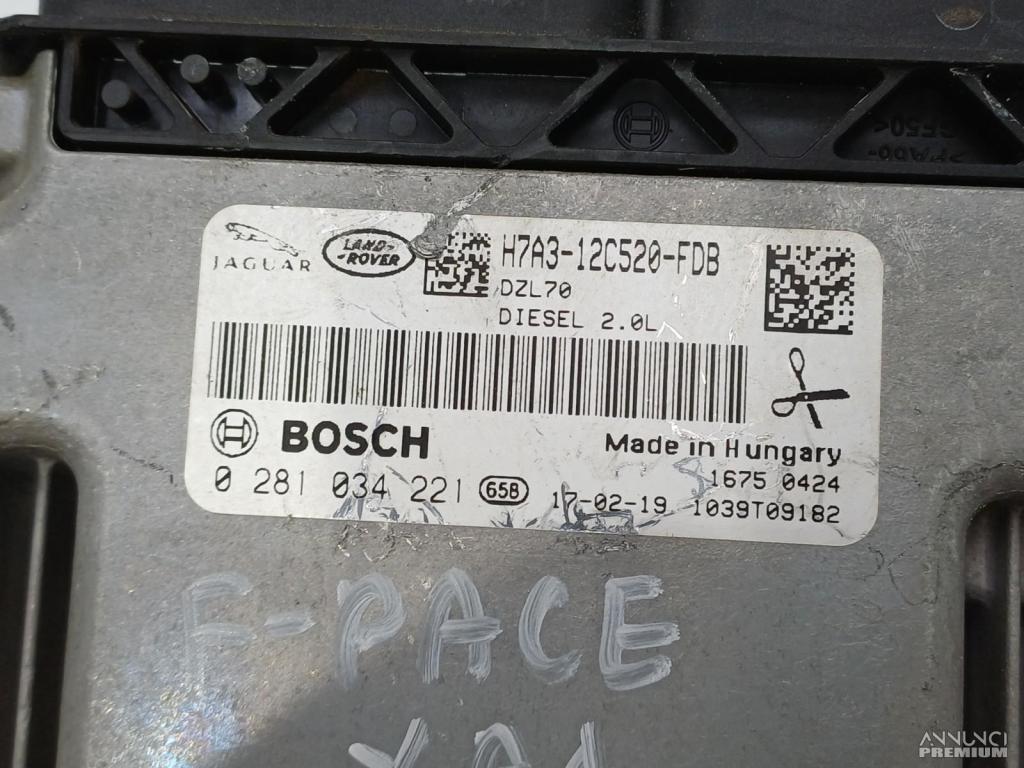 JAGUAR
LAND-
-ROVER
H7A3-12C520-FDB
DZL70
DIESEL 2.0L
BOSCH
Made in Hungary
0 281 034 221 65B
1675 0424
17-02-19 1039T09182
F-PACE
ANNUNCI
PREMIUM